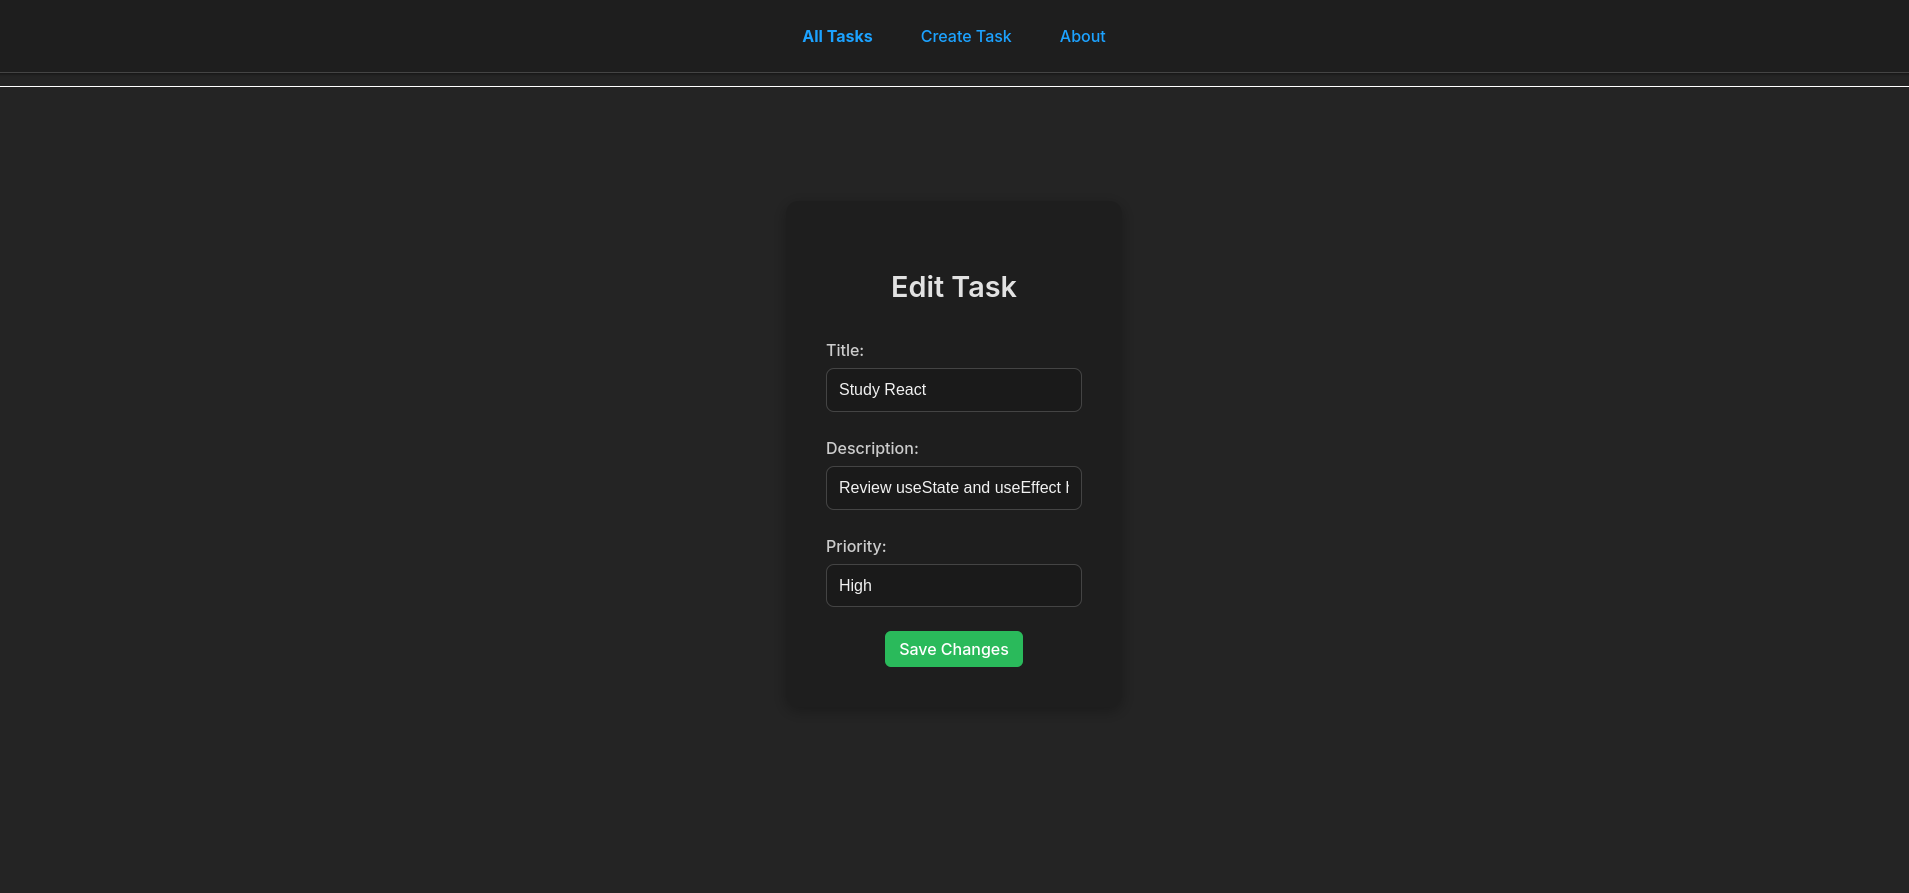 All Tasks Create Task About
Edit Task
Title:
Study React
Description:
Review useState and useEffect
Priority:
High
Save Changes